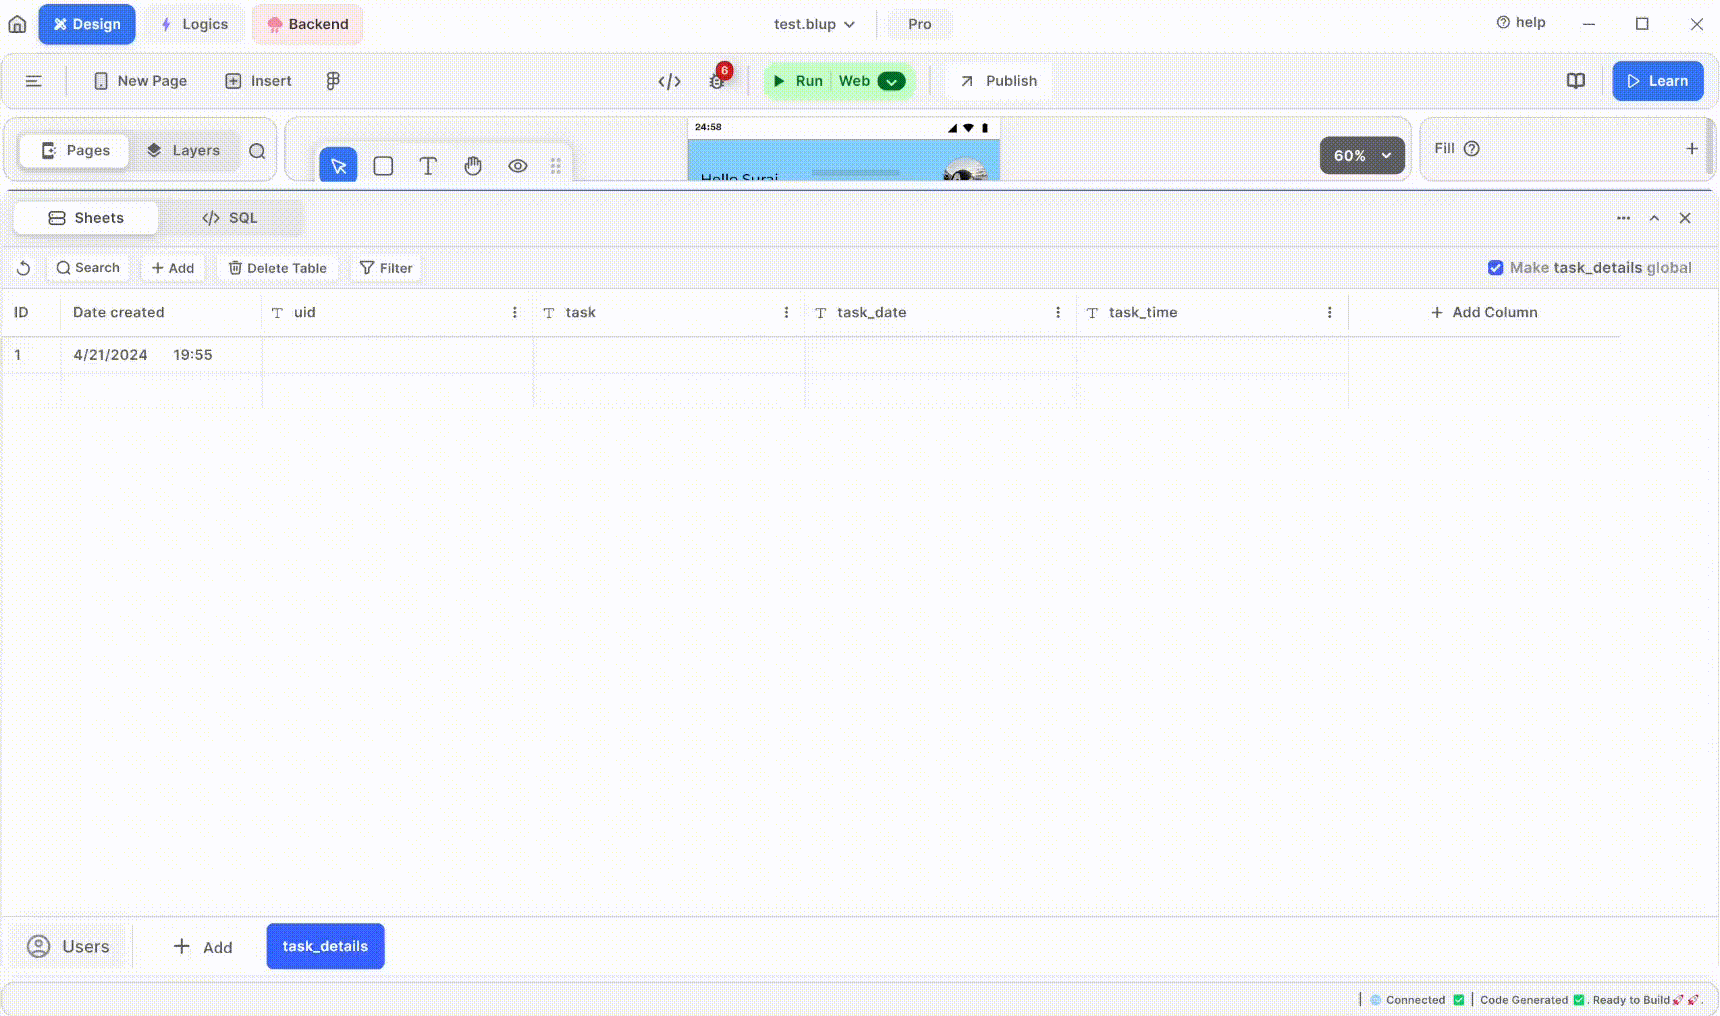 Design Logics Backend test.blup Pro help
New Page Insert 6 Run Web Publish Learn
Pages Layers 24:58 60% Fill
Hello Suraj
Sheets SQL
Search Add Delete Table Filter Make task_details global
ID Date created uid task task_date task_time Add Column
1 4/21/2024 19:55
Users Add task_details
| Connected | Code Generated . Ready to Build .